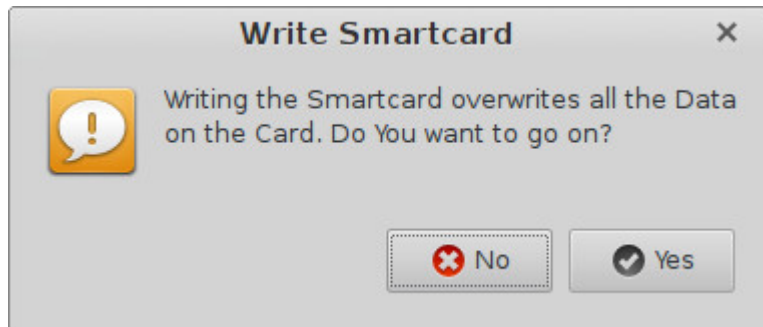 Write Smartcard
Writing the Smartcard overwrites all the Data
on the Card. Do You want to go on?
No
Yes